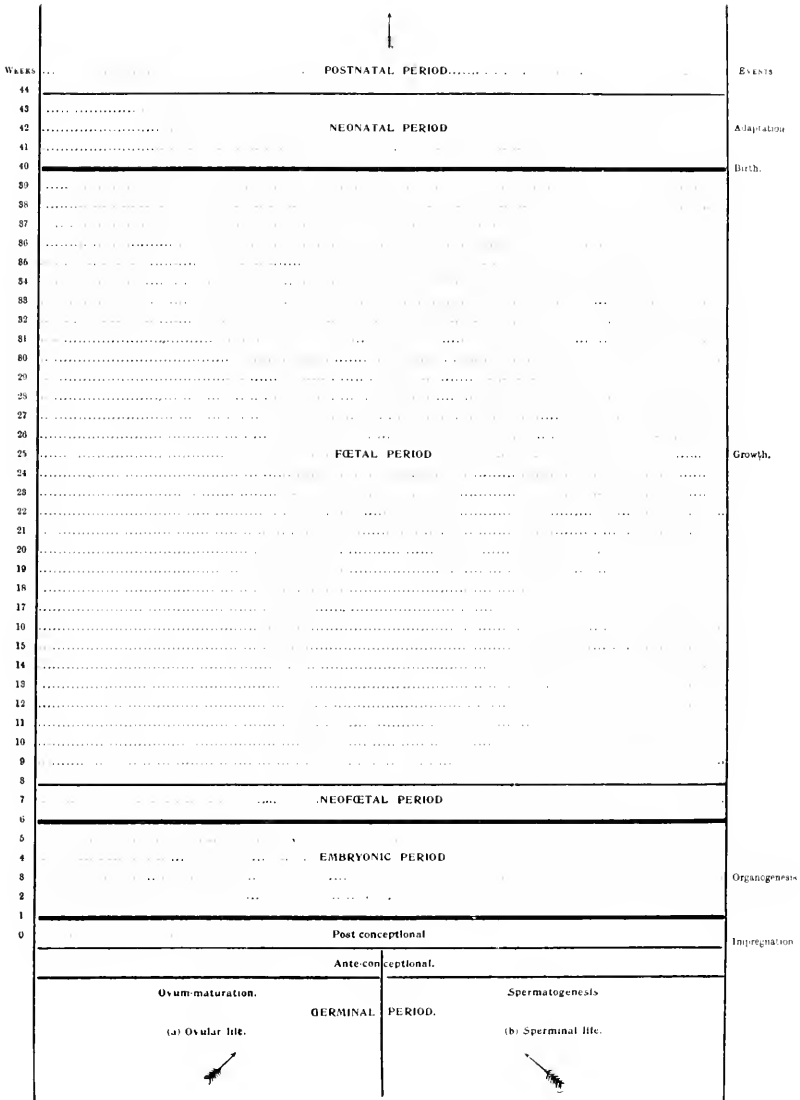 WEEKS POSTNATAL PERIOD EVENTS
44
43
42 NEONATAL PERIOD Adaptation
41
40 Birth.
39
38
37
36
35
34
33
32
31
30
29
28
27
26
25 FŒTAL PERIOD Growth.
24
23
22
21
20
19
18
17
16
15
14
13
12
11
10
9
8
7 NEOFŒTAL PERIOD
6
5
4 EMBRYONIC PERIOD
3 Organogenesis
2
1
0 Post conceptional
Impregnation
Ante-conceptional.
Ovum-maturation. Spermatogenesis
GERMINAL PERIOD.
(a) Ovular life. (b) Sperminal life.